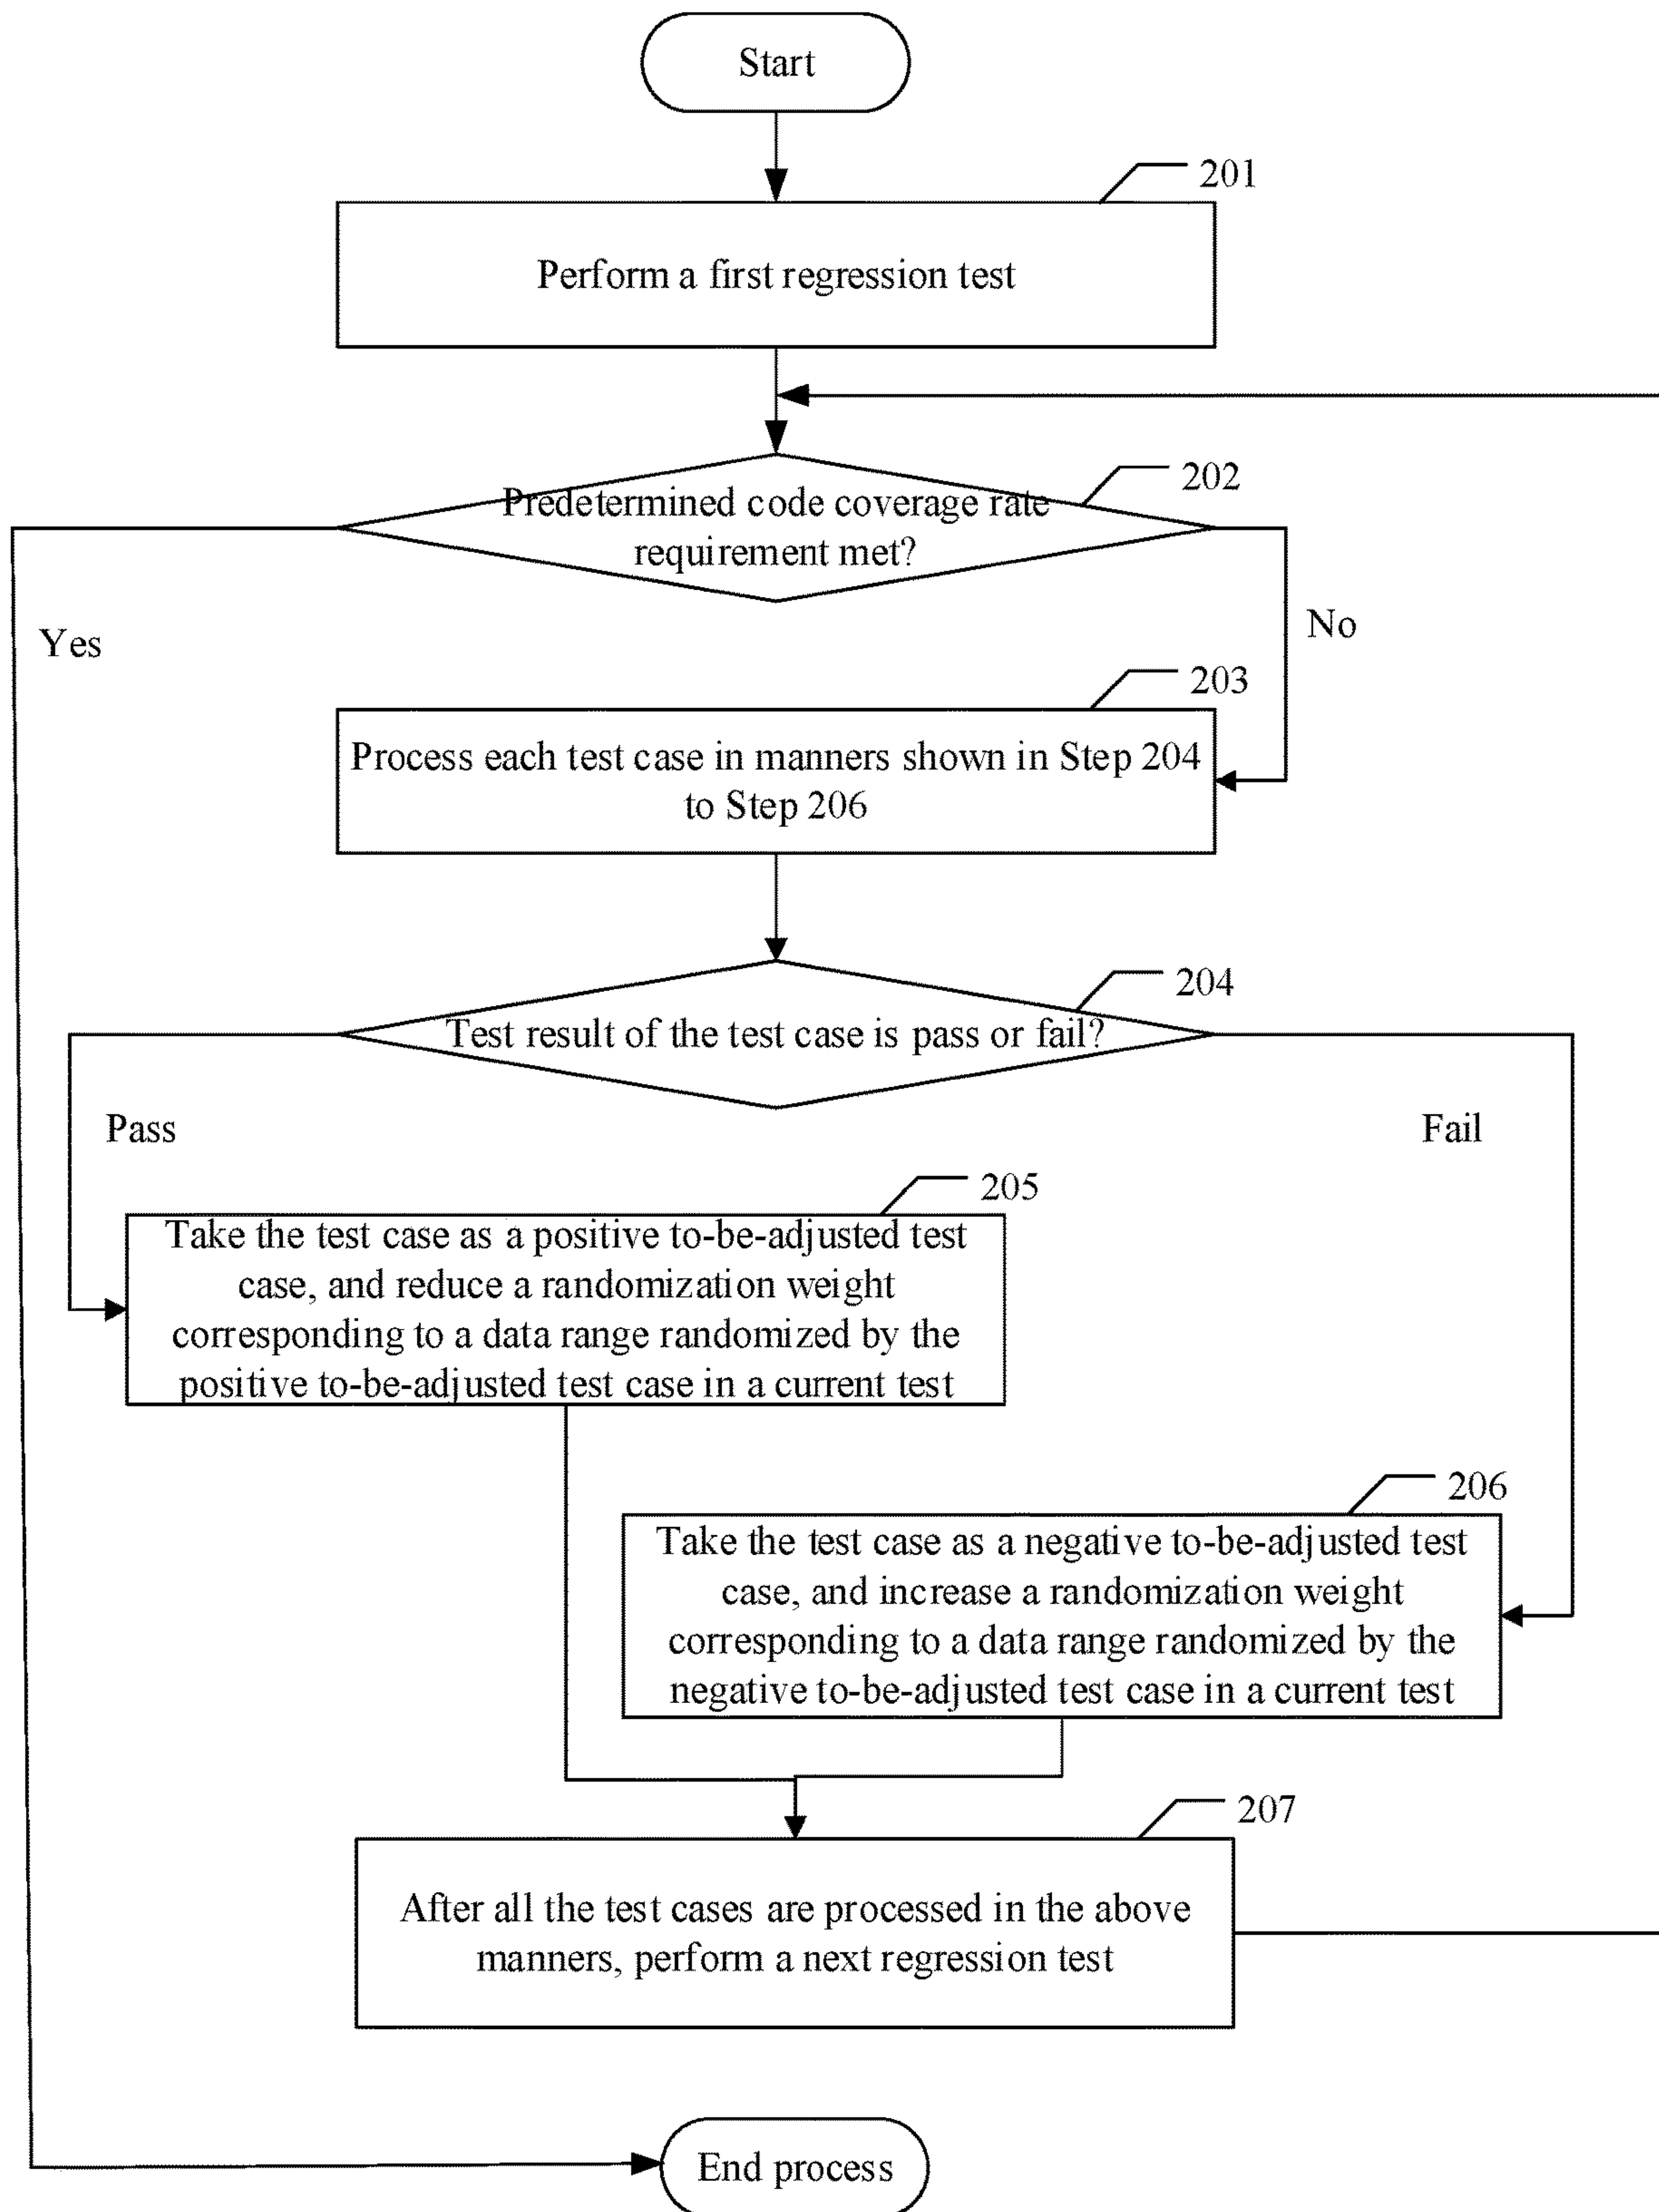 Start
201
Perform a first regression test
202
Predetermined code coverage rate
requirement met?
Yes
No
203
Process each test case in manners shown in Step 204
to Step 206
204
Test result of the test case is pass or fail?
Pass
Fail
205
Take the test case as a positive to-be-adjusted test
case, and reduce a randomization weight
corresponding to a data range randomized by the
positive to-be-adjusted test case in a current test
206
Take the test case as a negative to-be-adjusted test
case, and increase a randomization weight
corresponding to a data range randomized by the
negative to-be-adjusted test case in a current test
207
After all the test cases are processed in the above
manners, perform a next regression test
End process